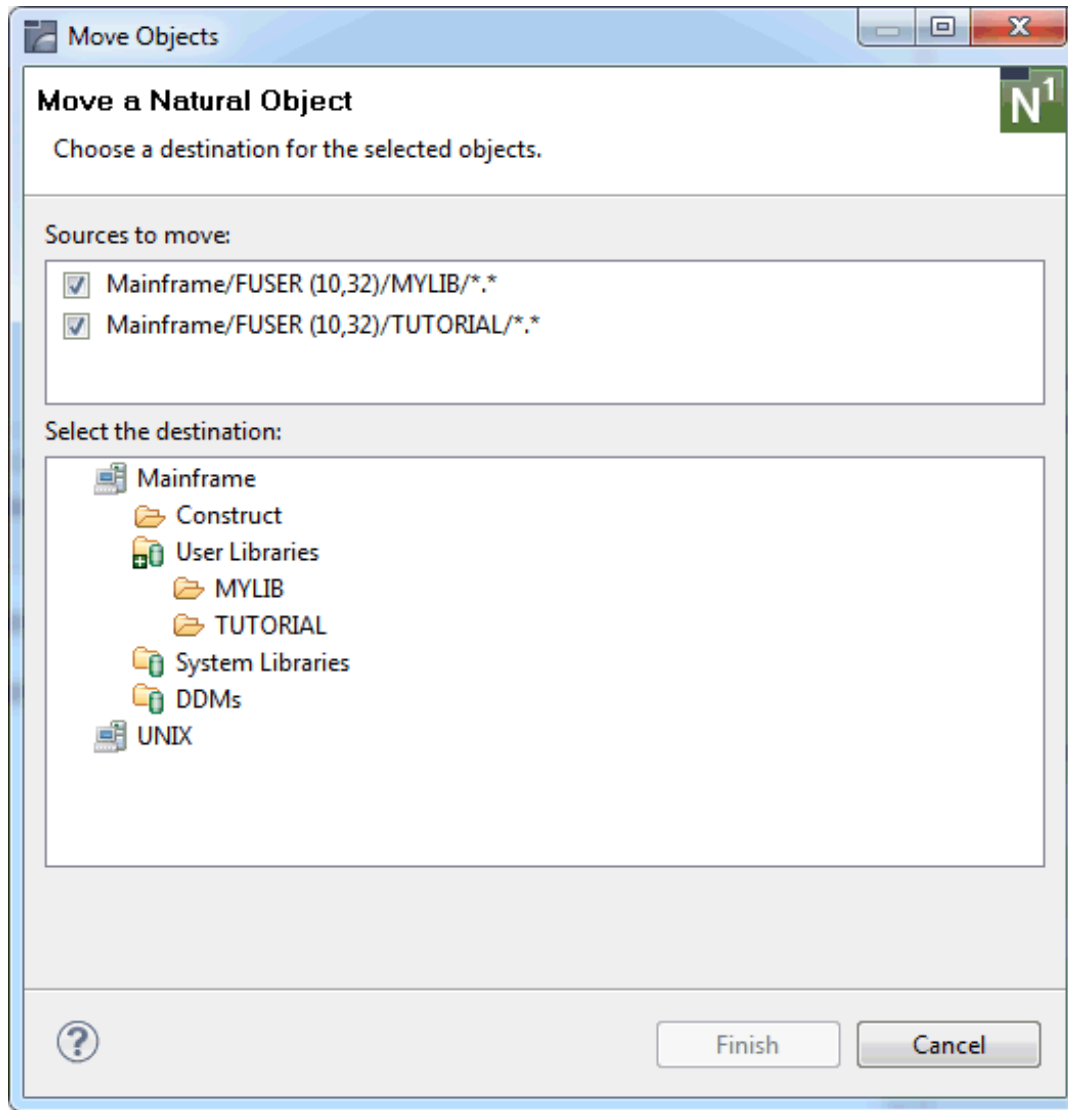 Move Objects
Move a Natural Object
N1
Choose a destination for the selected objects.
Sources to move:
Mainframe/FUSER (10,32)/MYLIB/*.*
Mainframe/FUSER (10,32)/TUTORIAL/*.*
Select the destination:
Mainframe
Construct
User Libraries
MYLIB
TUTORIAL
System Libraries
DDMs
UNIX
?
Finish Cancel